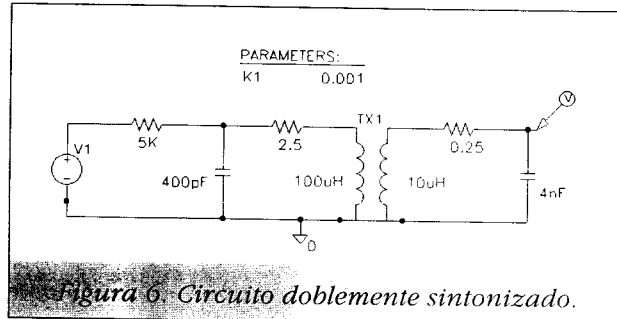 PARAMETERS:
K1 0.001
TX1
V
V1
5K
2.5
0.25
400pF
100uH
10uH
4nF
0
Figura 6. Circuito doblemente sintonizado.